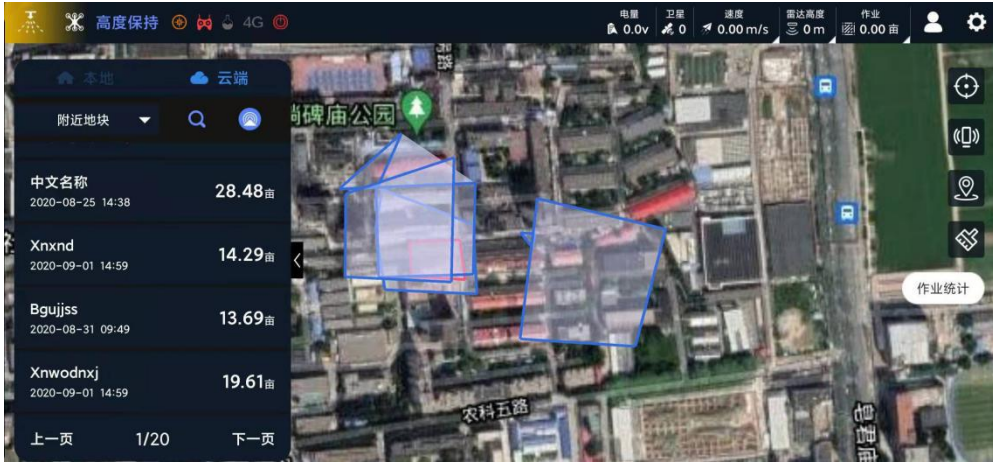 高度保持 4G
电量
0.0v
卫星
0
速度
0.00 m/s
雷达高度
0 m
作业
0.00 亩
本地 云端
附近地块
中文名称 28.48亩
2020-08-25 14:38
Xnxnd 14.29亩
2020-09-01 14:59
Bgujjss 13.69亩
2020-08-31 09:49
Xnwodnxj 19.61亩
2020-09-01 14:59
上一页 1/20 下一页
碑庙公园
路
作业统计
农科五路
皂君庙